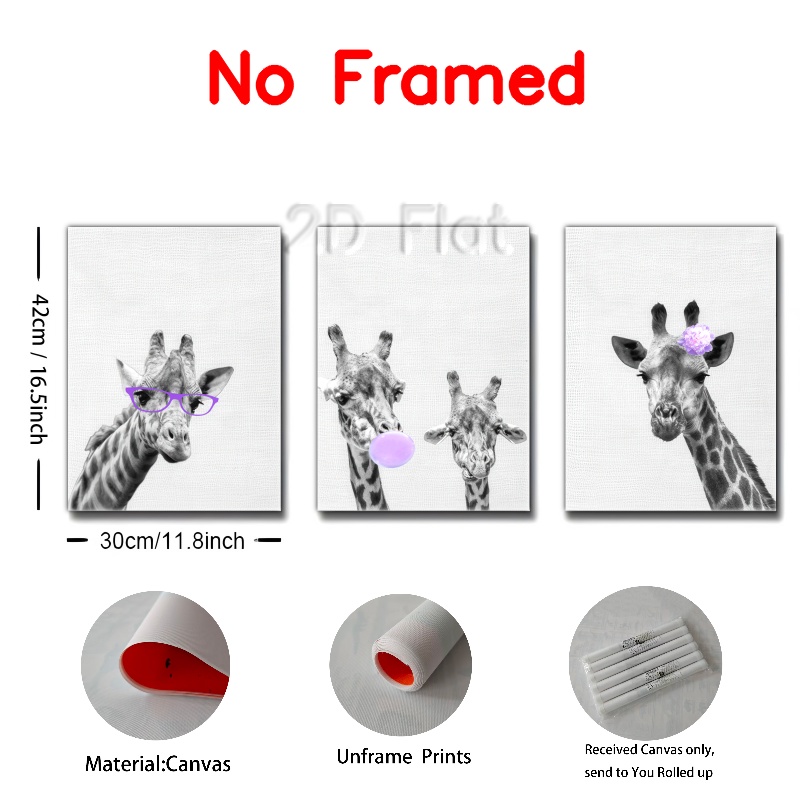 No Framed
2D Flat
42cm / 16.5inch
30cm/11.8inch
Material:Canvas
Unframe Prints
Received Canvas only,
send to You Rolled up